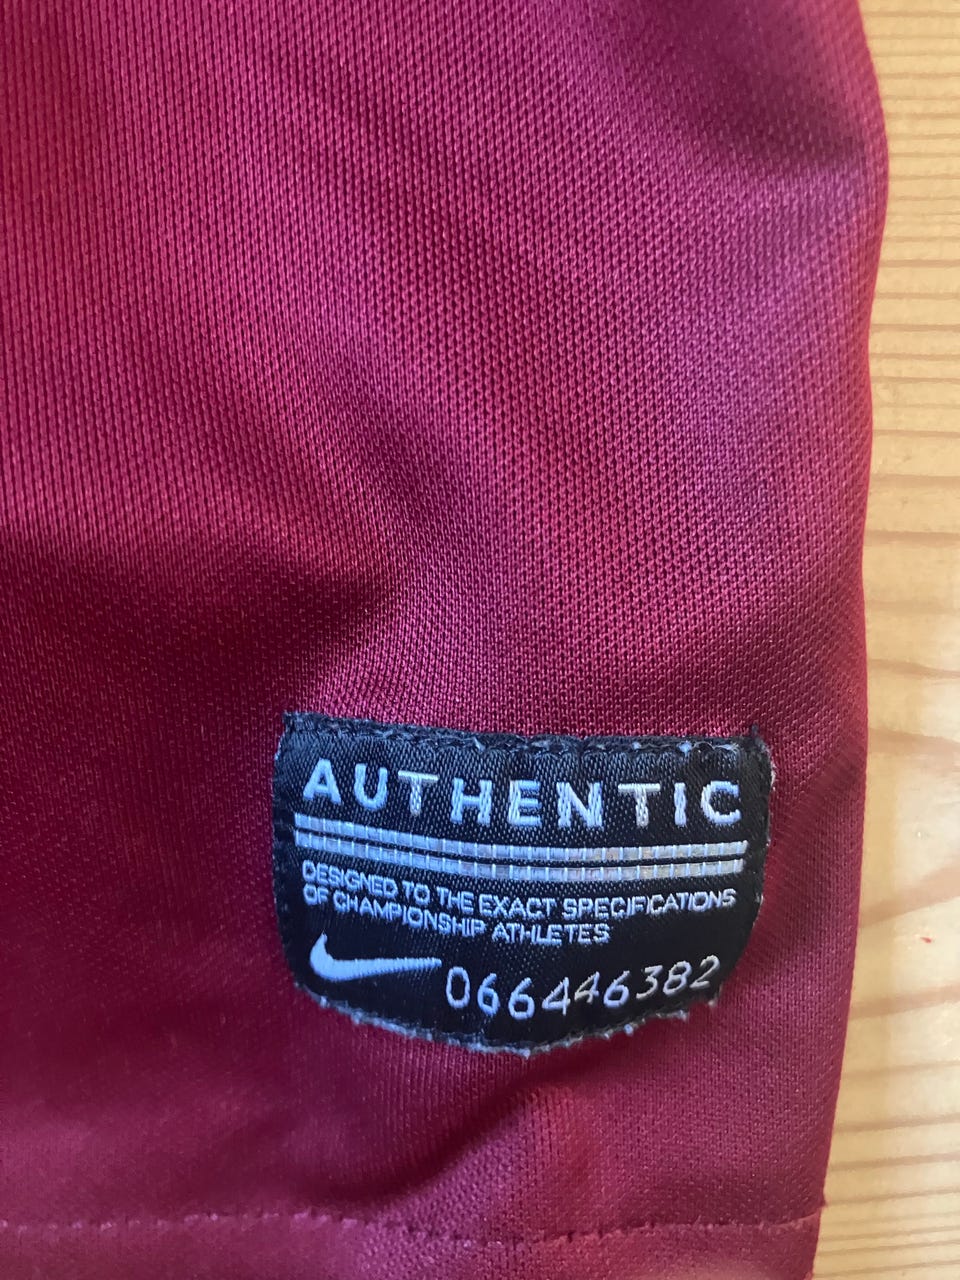 AUTHENTIC
DESIGNED TO THE EXACT SPECIFICATIONS
OF CHAMPIONSHIP ATHLETES
066446382